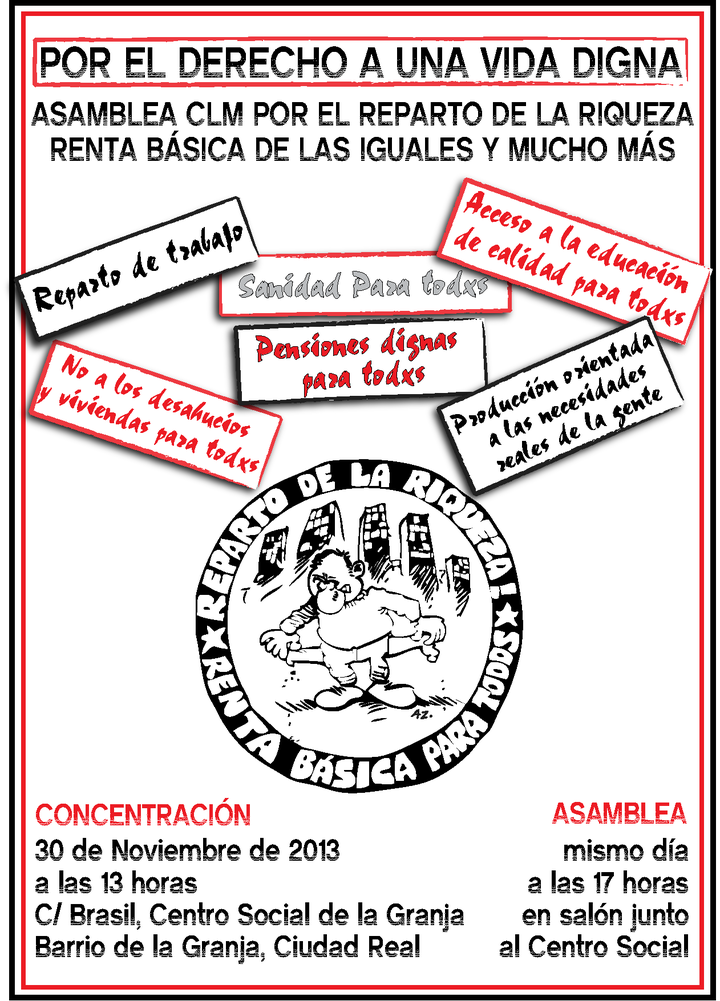 POR EL DERECHO A UNA VIDA DIGNA
ASAMBLEA CLM POR EL REPARTO DE LA RIQUEZA
RENTA BÁSICA DE LAS IGUALES Y MUCHO MÁS
Reparto de trabajo
Sanidad Para todxs
Acceso a la educación
de calidad para todxs
Pensiones dignas
para todxs
No a los desahucios
y viviendas para todxs
Producción orientada
a las necesidades
reales de la gente
REPARTO DE LA RIQUEZA!
RENTA BÁSICA PARA TODOS
AZ.
CONCENTRACIÓN
30 de Noviembre de 2013
a las 13 horas
C/ Brasil, Centro Social de la Granja
Barrio de la Granja, Ciudad Real
ASAMBLEA
mismo día
a las 17 horas
en salón junto
al Centro Social